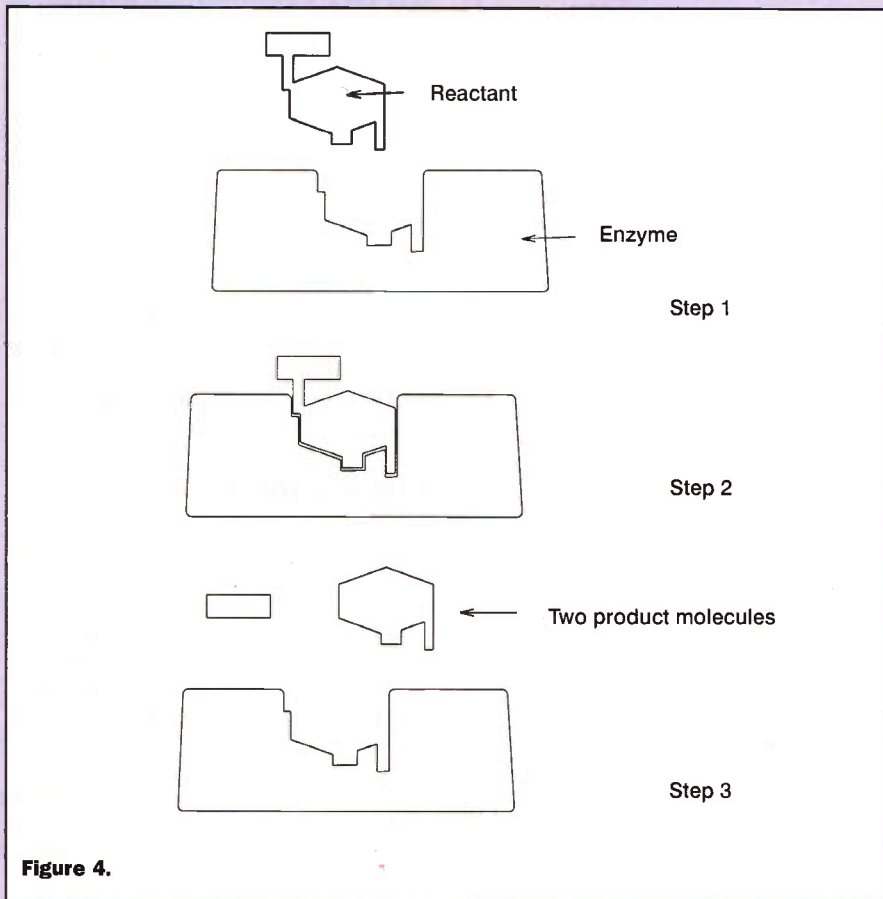 Reactant
Enzyme
Step 1
Step 2
Two product molecules
Step 3
Figure 4.